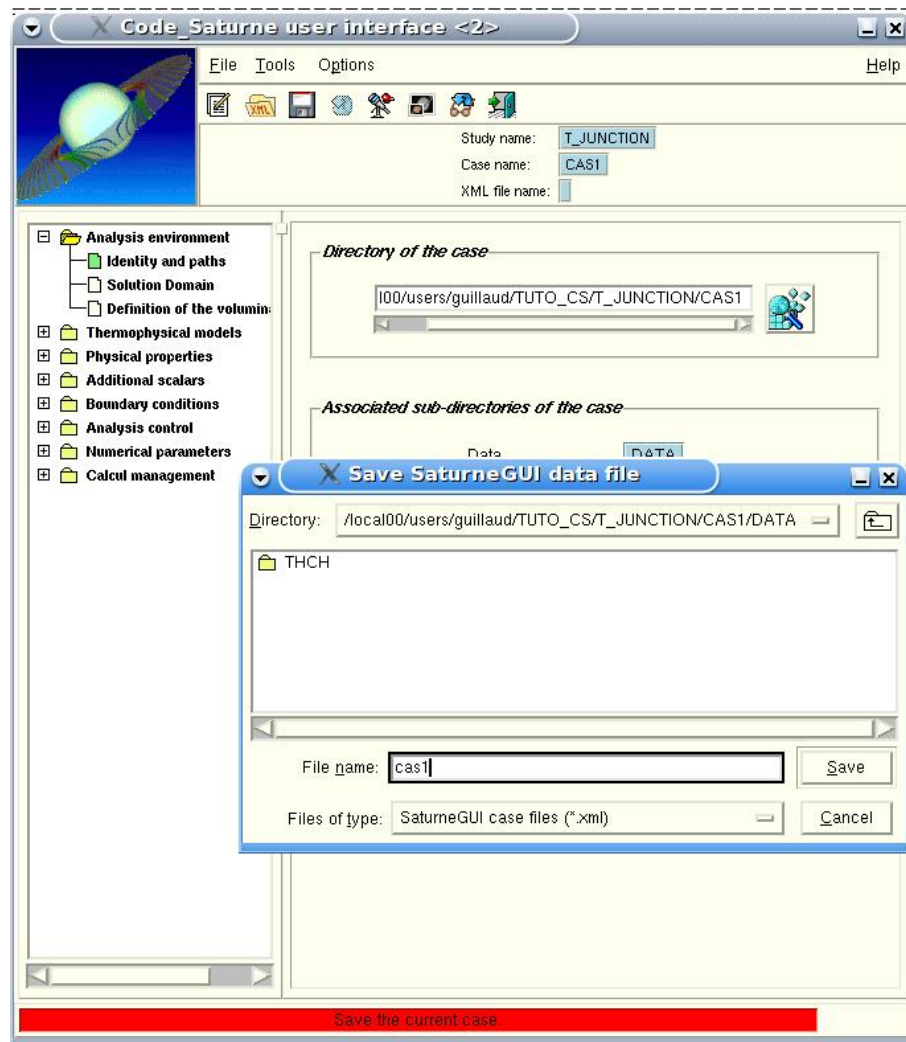 Code_Saturne user interface <2>
File Tools Options Help
Study name: T_JUNCTION
Case name: CAS1
XML file name:
Analysis environment
Identity and paths
Solution Domain
Definition of the volumin
Thermophysical models
Physical properties
Additional scalars
Boundary conditions
Analysis control
Numerical parameters
Calcul management
Directory of the case
l00/users/guillaud/TUTO_CS/T_JUNCTION/CAS1
Associated sub-directories of the case
Data DATA
Save SaturneGUI data file
Directory: /local00/users/guillaud/TUTO_CS/T_JUNCTION/CAS1/DATA
THCH
File name: cas1
Save
Files of type: SaturneGUI case files (*.xml)
Cancel
Save the current case.